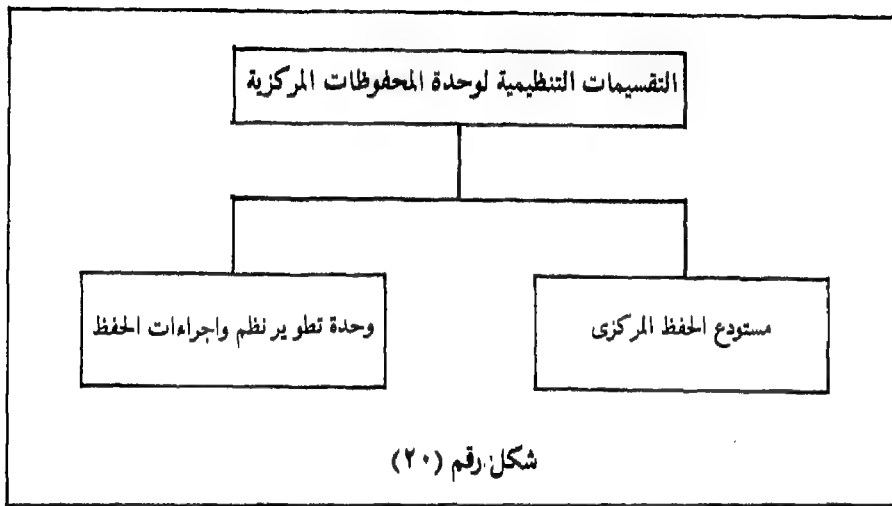 التقسيمات التنظيمية لوحدة المحفوظات المركزية
مستودع الحفظ المركزى
وحدة تطوير نظم واجراءات الحفظ
شكل رقم (٢٠)